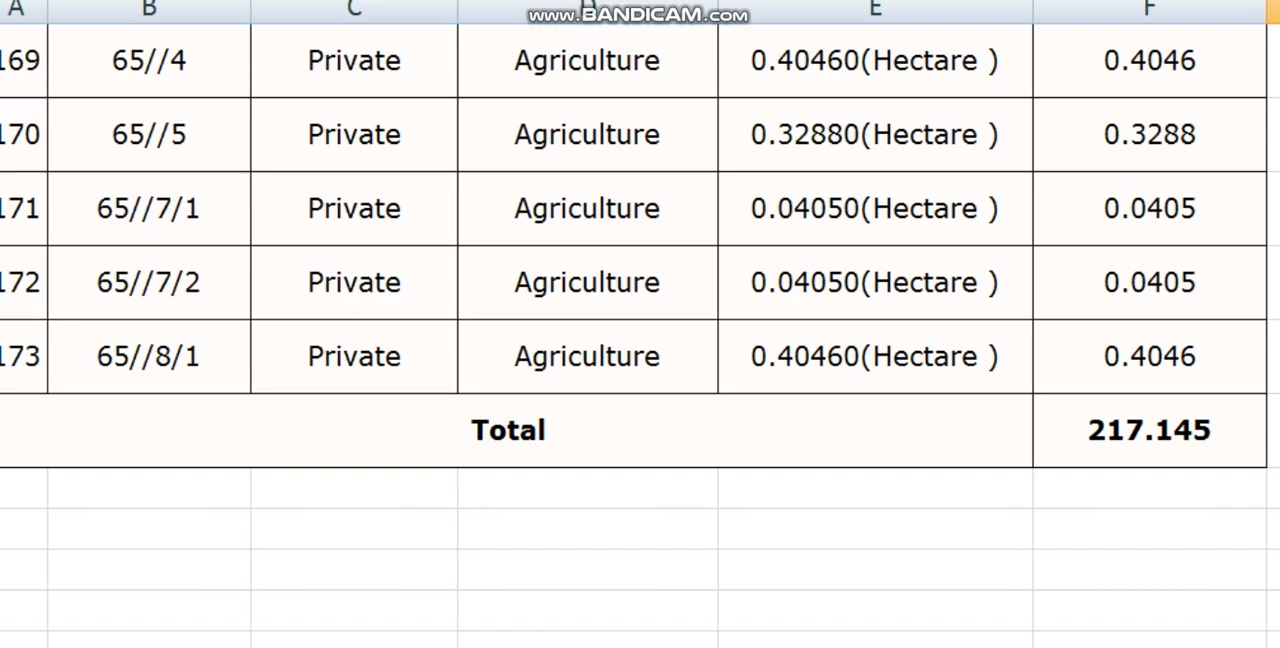 A B C D E F
www.BANDICAM.com
169 65//4 Private Agriculture 0.40460(Hectare ) 0.4046
170 65//5 Private Agriculture 0.32880(Hectare ) 0.3288
171 65//7/1 Private Agriculture 0.04050(Hectare ) 0.0405
172 65//7/2 Private Agriculture 0.04050(Hectare ) 0.0405
173 65//8/1 Private Agriculture 0.40460(Hectare ) 0.4046
Total 217.145